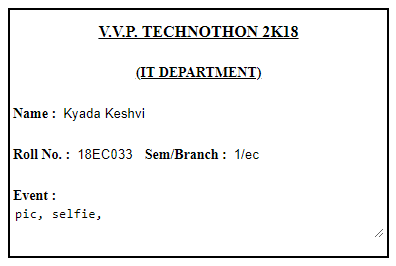 V.V.P. TECHNOTHON 2K18
(IT DEPARTMENT)
Name : Kyada Keshvi
Roll No. : 18EC033 Sem/Branch : 1/ec
Event :
pic, selfie,